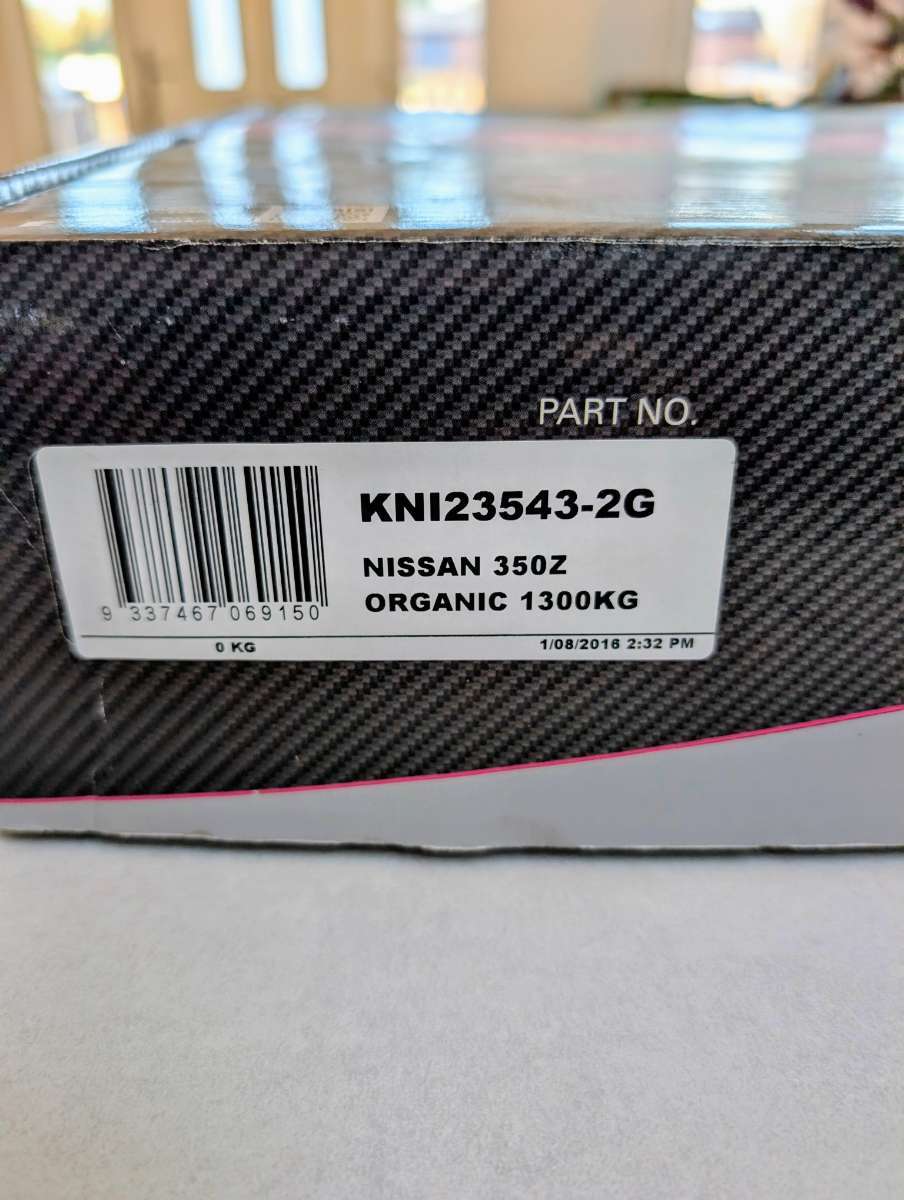 PART NO.
KNI23543-2G
NISSAN 350Z
ORGANIC 1300KG
9 337467 069150
0 KG 1/08/2016 2:32 PM